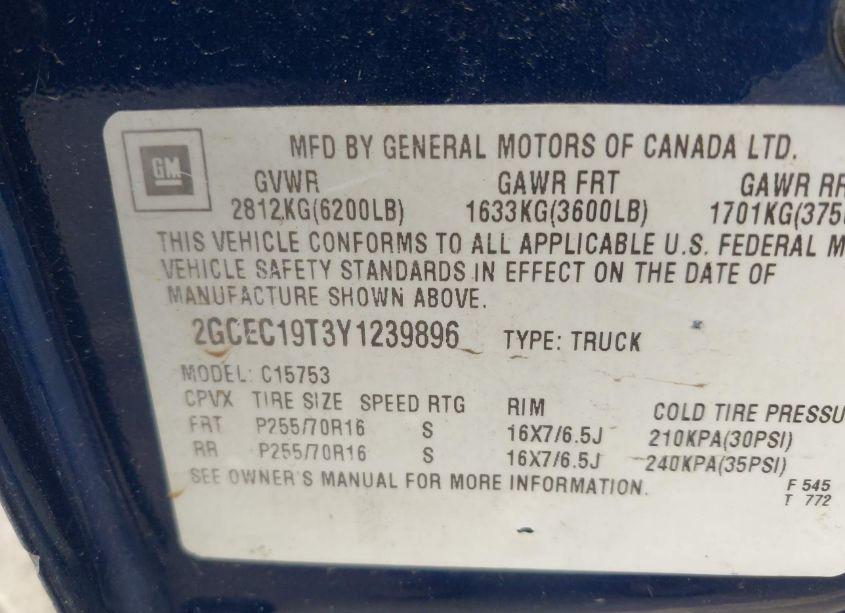 GM
MFD BY GENERAL MOTORS OF CANADA LTD.
GVWR GAWR FRT GAWR RR
2812KG(6200LB) 1633KG(3600LB) 1701KG(375
THIS VEHICLE CONFORMS TO ALL APPLICABLE U.S. FEDERAL M
VEHICLE SAFETY STANDARDS IN EFFECT ON THE DATE OF
MANUFACTURE SHOWN ABOVE.
2GCEC19T3Y1239896 TYPE: TRUCK
MODEL: C15753
CPVX TIRE SIZE SPEED RTG RIM COLD TIRE PRESSU
FRT P255/70R16 S 16X7/6.5J 210KPA(30PSI)
RR P255/70R16 S 16X7/6.5J 240KPA(35PSI)
SEE OWNER'S MANUAL FOR MORE INFORMATION.
F 545
T 772